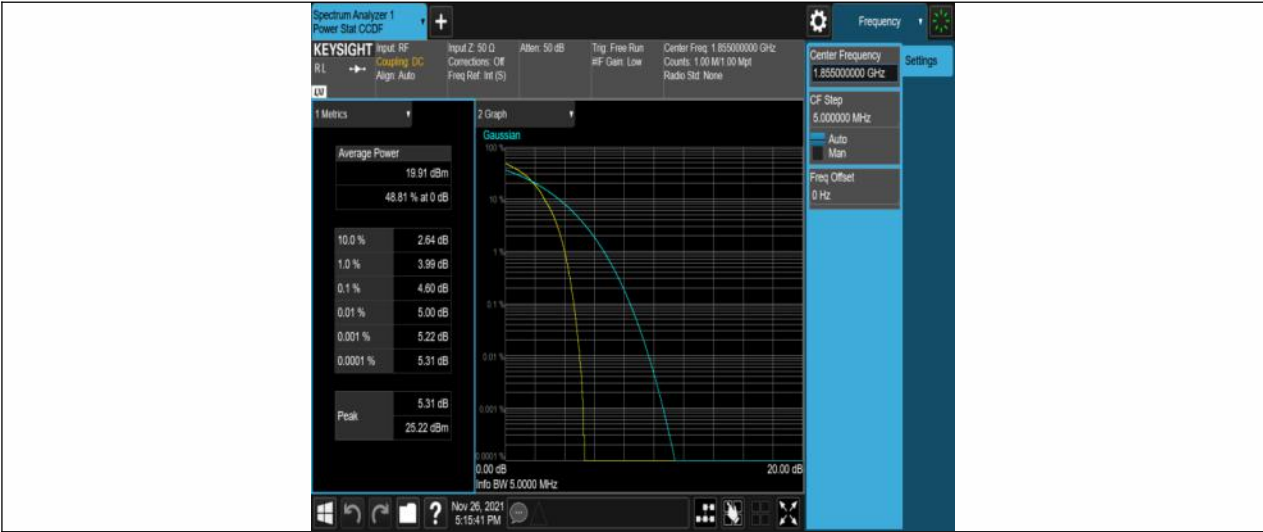 Spectrum Analyzer 1
Power Stat CCDF
Frequency
KEYSIGHT
RL
LW
Input: RF
Coupling: DC
Align: Auto
Input Z: 50 Ω
Corrections: Off
Freq Ref: Int (S)
Atten: 50 dB
Trig: Free Run
#IF Gain: Low
Center Freq: 1.855000000 GHz
Counts: 1.00 M/1.00 Mpt
Radio Std: None
Center Frequency
1.855000000 GHz
Settings
CF Step
5.000000 MHz
Auto
Man
Freq Offset
0 Hz
1 Metrics
Average Power
19.91 dBm
48.81 % at 0 dB
10.0 % 2.64 dB
1.0 % 3.99 dB
0.1 % 4.60 dB
0.01 % 5.00 dB
0.001 % 5.22 dB
0.0001 % 5.31 dB
Peak
5.31 dB
25.22 dBm
2 Graph
Gaussian
100 %
10 %
1 %
0.1 %
0.01 %
0.001 %
0.0001 %
0.00 dB 20.00 dB
Info BW 5.0000 MHz
?
Nov 26, 2021
5:15:41 PM